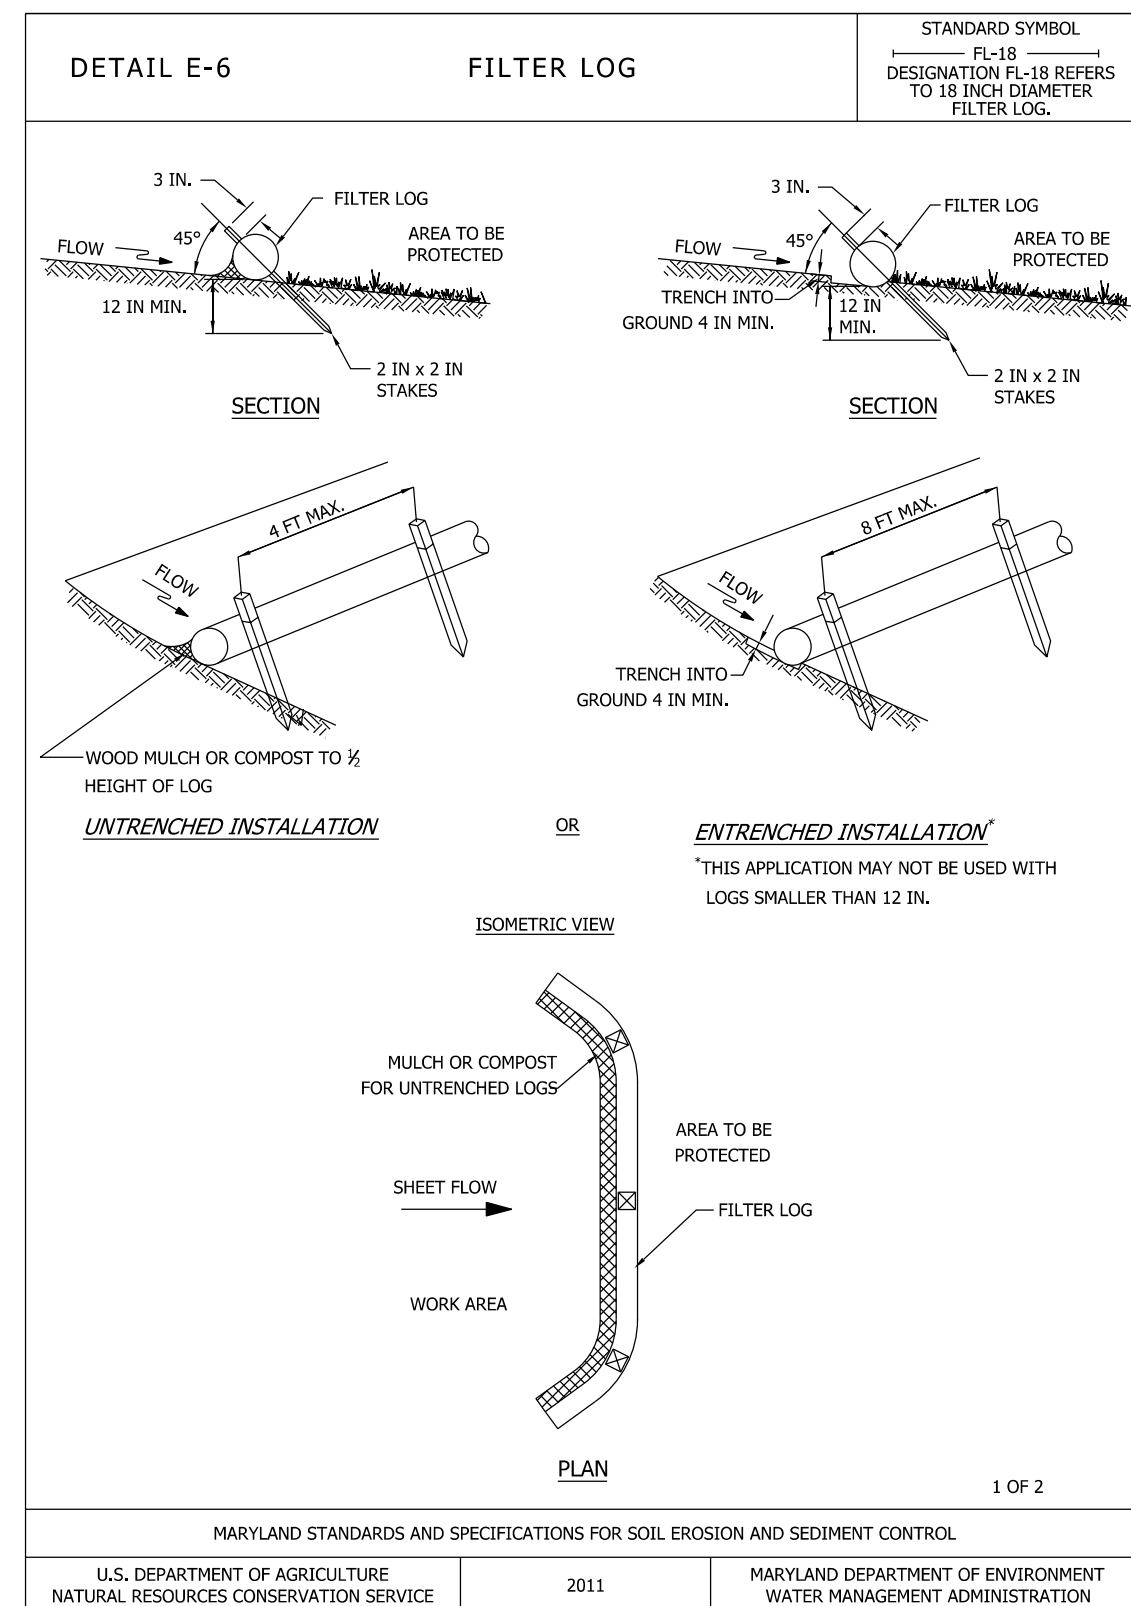 DETAIL E-6
FILTER LOG
STANDARD SYMBOL
FL-18
DESIGNATION FL-18 REFERS
TO 18 INCH DIAMETER
FILTER LOG.
3 IN.
FILTER LOG
45°
FLOW
AREA TO BE
PROTECTED
12 IN MIN.
2 IN x 2 IN
STAKES
SECTION
3 IN.
FILTER LOG
45°
FLOW
AREA TO BE
PROTECTED
TRENCH INTO
GROUND 4 IN MIN.
12 IN
MIN.
2 IN x 2 IN
STAKES
SECTION
4 FT MAX.
FLOW
WOOD MULCH OR COMPOST TO ½
HEIGHT OF LOG
UNTRENCHED INSTALLATION
OR
8 FT MAX.
FLOW
TRENCH INTO
GROUND 4 IN MIN.
ENTRENCHED INSTALLATION*
*THIS APPLICATION MAY NOT BE USED WITH
LOGS SMALLER THAN 12 IN.
ISOMETRIC VIEW
MULCH OR COMPOST
FOR UNTRENCHED LOGS
AREA TO BE
PROTECTED
SHEET FLOW
FILTER LOG
WORK AREA
PLAN
1 OF 2
MARYLAND STANDARDS AND SPECIFICATIONS FOR SOIL EROSION AND SEDIMENT CONTROL
U.S. DEPARTMENT OF AGRICULTURE
NATURAL RESOURCES CONSERVATION SERVICE
2011
MARYLAND DEPARTMENT OF ENVIRONMENT
WATER MANAGEMENT ADMINISTRATION